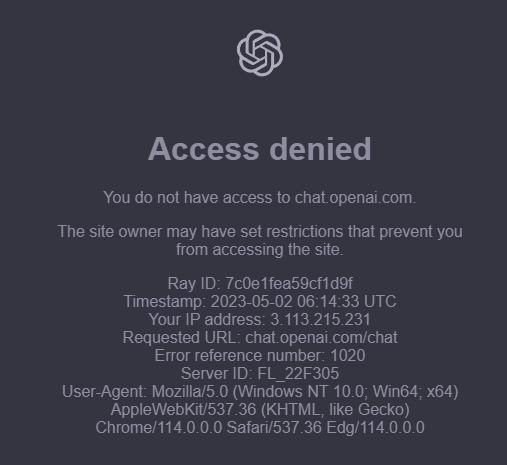 Access denied
You do not have access to chat.openai.com.
The site owner may have set restrictions that prevent you
from accessing the site.
Ray ID: 7c0e1fea59cf1d9f
Timestamp: 2023-05-02 06:14:33 UTC
Your IP address: 3.113.215.231
Requested URL: chat.openai.com/chat
Error reference number: 1020
Server ID: FL_22F305
User-Agent: Mozilla/5.0 (Windows NT 10.0; Win64; x64)
AppleWebKit/537.36 (KHTML, like Gecko)
Chrome/114.0.0.0 Safari/537.36 Edg/114.0.0.0